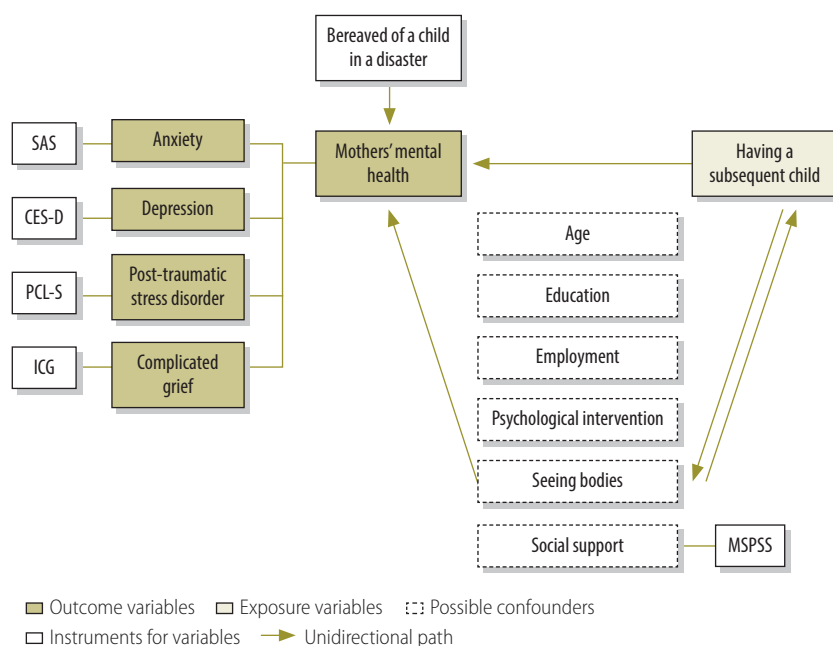 Bereaved of a child
in a disaster
SAS
Anxiety
Mothers’ mental
health
Having a
subsequent child
CES-D
Depression
Age
PCL-S
Post-traumatic
stress disorder
Education
ICG
Complicated
grief
Employment
Psychological intervention
Seeing bodies
Social support
MSPSS
Outcome variables
Exposure variables
Possible confounders
Instruments for variables
Unidirectional path